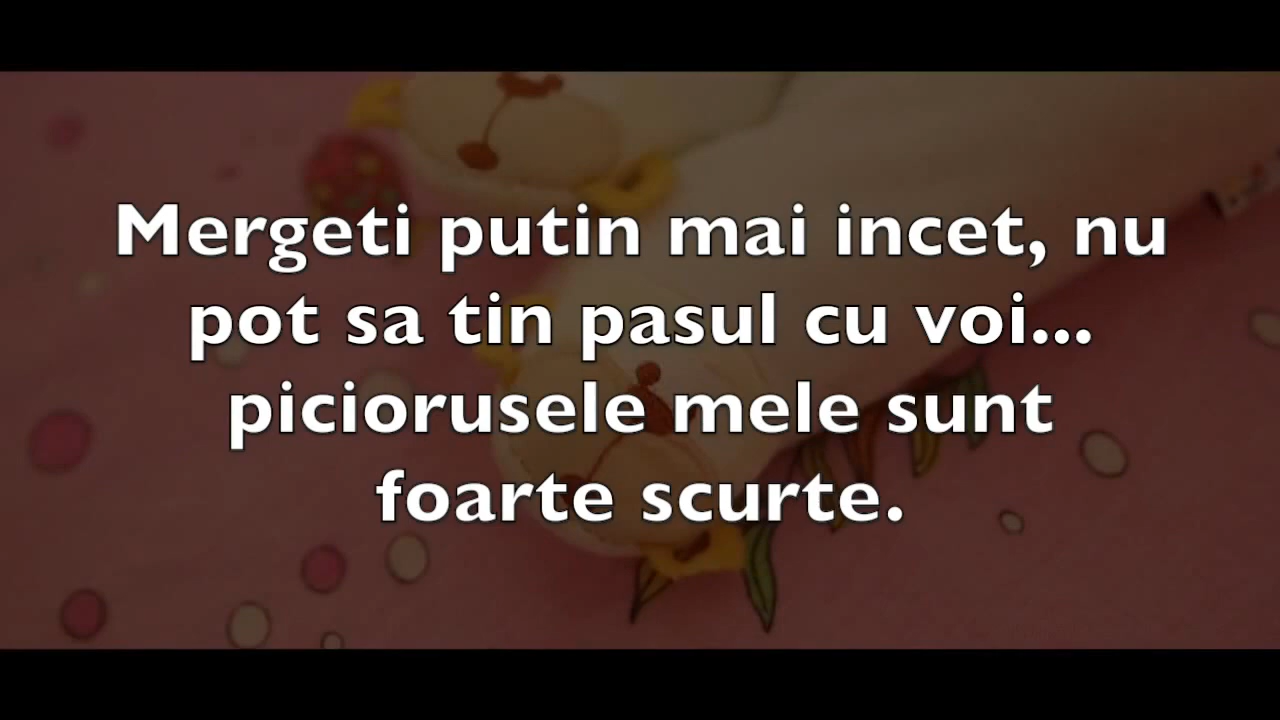 Mergeti putin mai incet, nu
pot sa tin pasul cu voi...
piciorusele mele sunt
foarte scurte.